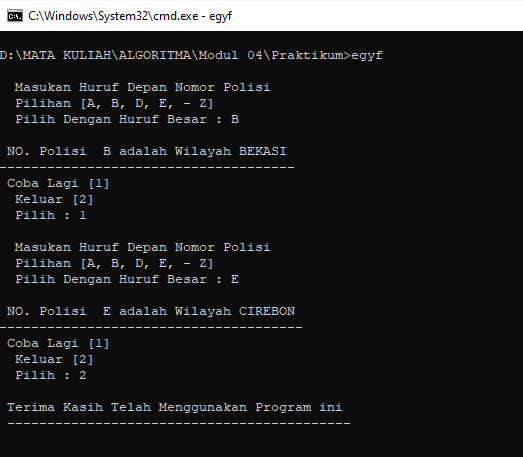 C:\Windows\System32\cmd.exe - egyf
D:\MATA KULIAH\ALGORITMA\Modul 04\Praktikum>egyf
Masukan Huruf Depan Nomor Polisi
Pilihan [A, B, D, E, - Z]
Pilih Dengan Huruf Besar : B
NO. Polisi  B adalah Wilayah BEKASI
-------------------------------------
Coba Lagi [1]
Keluar [2]
Pilih : 1
Masukan Huruf Depan Nomor Polisi
Pilihan [A, B, D, E, - Z]
Pilih Dengan Huruf Besar : E
NO. Polisi  E adalah Wilayah CIREBON
--------------------------------------
Coba Lagi [1]
Keluar [2]
Pilih : 2
Terima Kasih Telah Menggunakan Program ini
-------------------------------------------